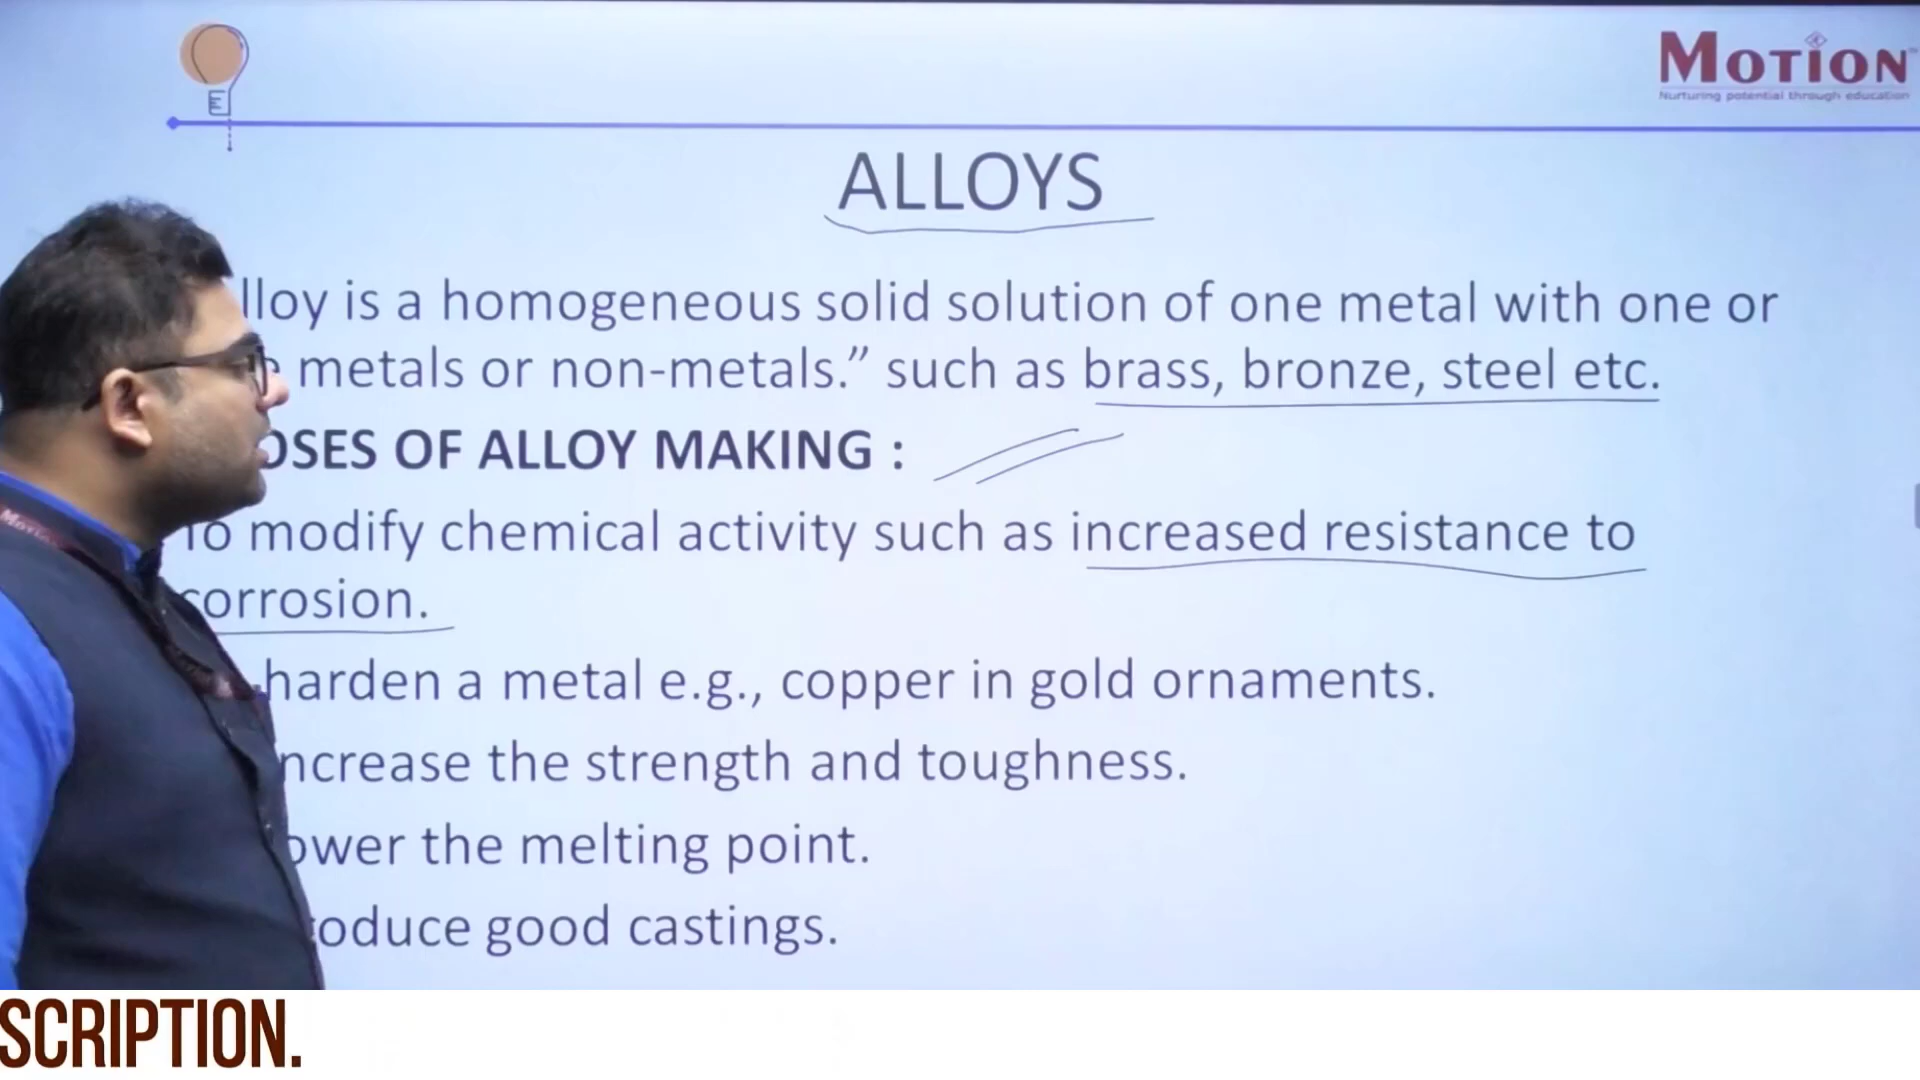 MOTION
Nurturing potential through education
ALLOYS
lloy is a homogeneous solid solution of one metal with one or
metals or non-metals.” such as brass, bronze, steel etc.
OSES OF ALLOY MAKING :
To modify chemical activity such as increased resistance to
corrosion.
harden a metal e.g., copper in gold ornaments.
ncrease the strength and toughness.
ower the melting point.
oduce good castings.
SCRIPTION.